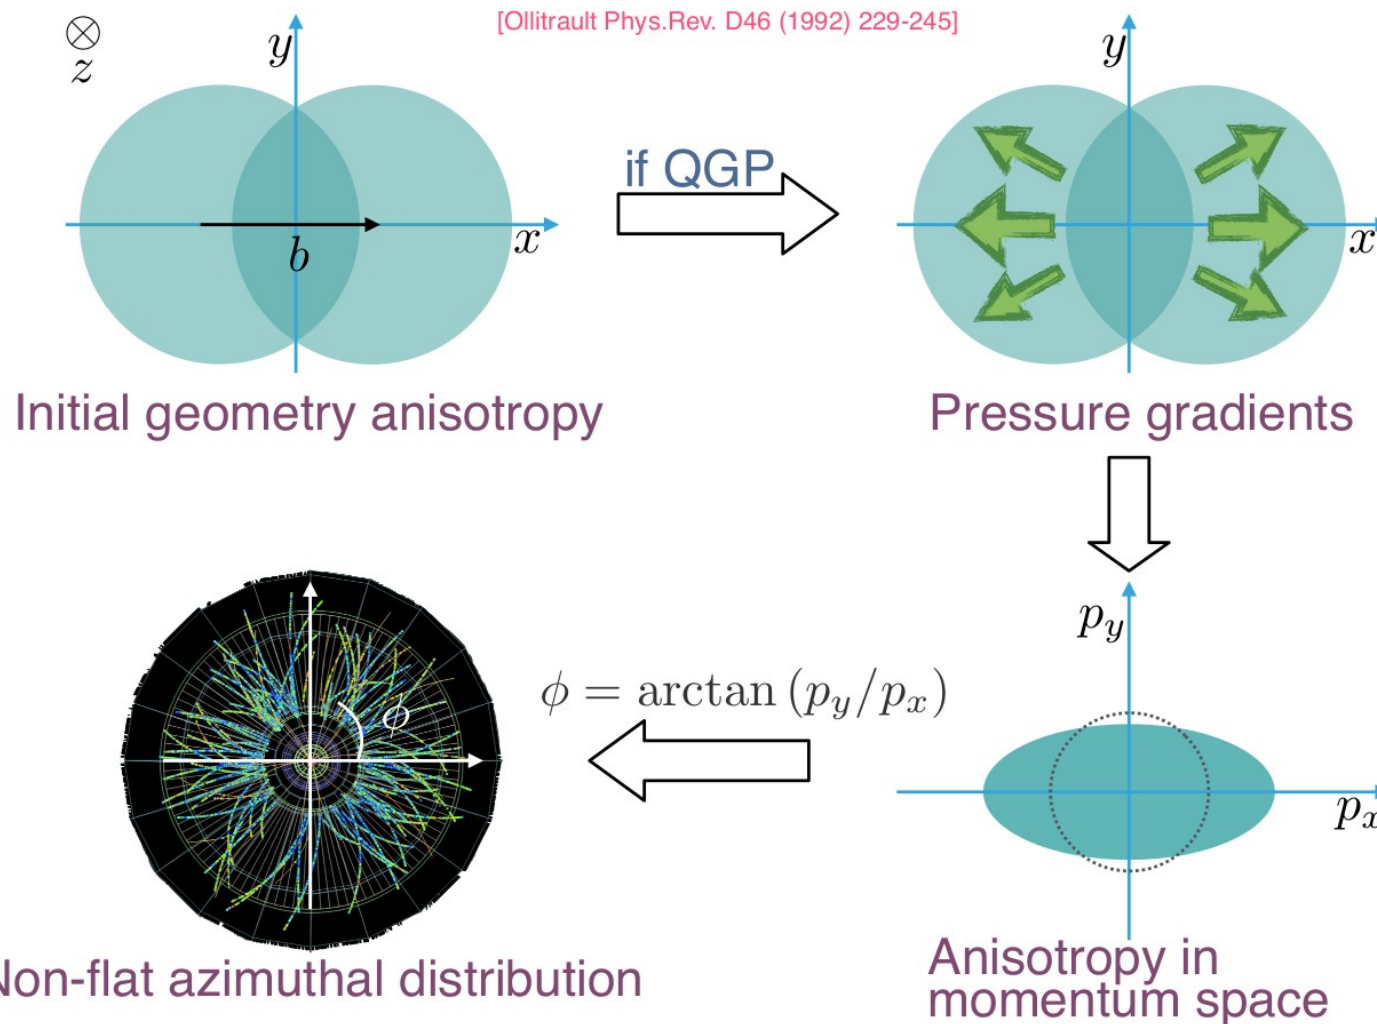 [Ollitrault Phys.Rev. D46 (1992) 229-245]
⊗
z
y
x
b
if QGP
y
x
Initial geometry anisotropy
Pressure gradients
p_y
p_x
ϕ = arctan (p_y/p_x)
ϕ
Non-flat azimuthal distribution
Anisotropy in
momentum space